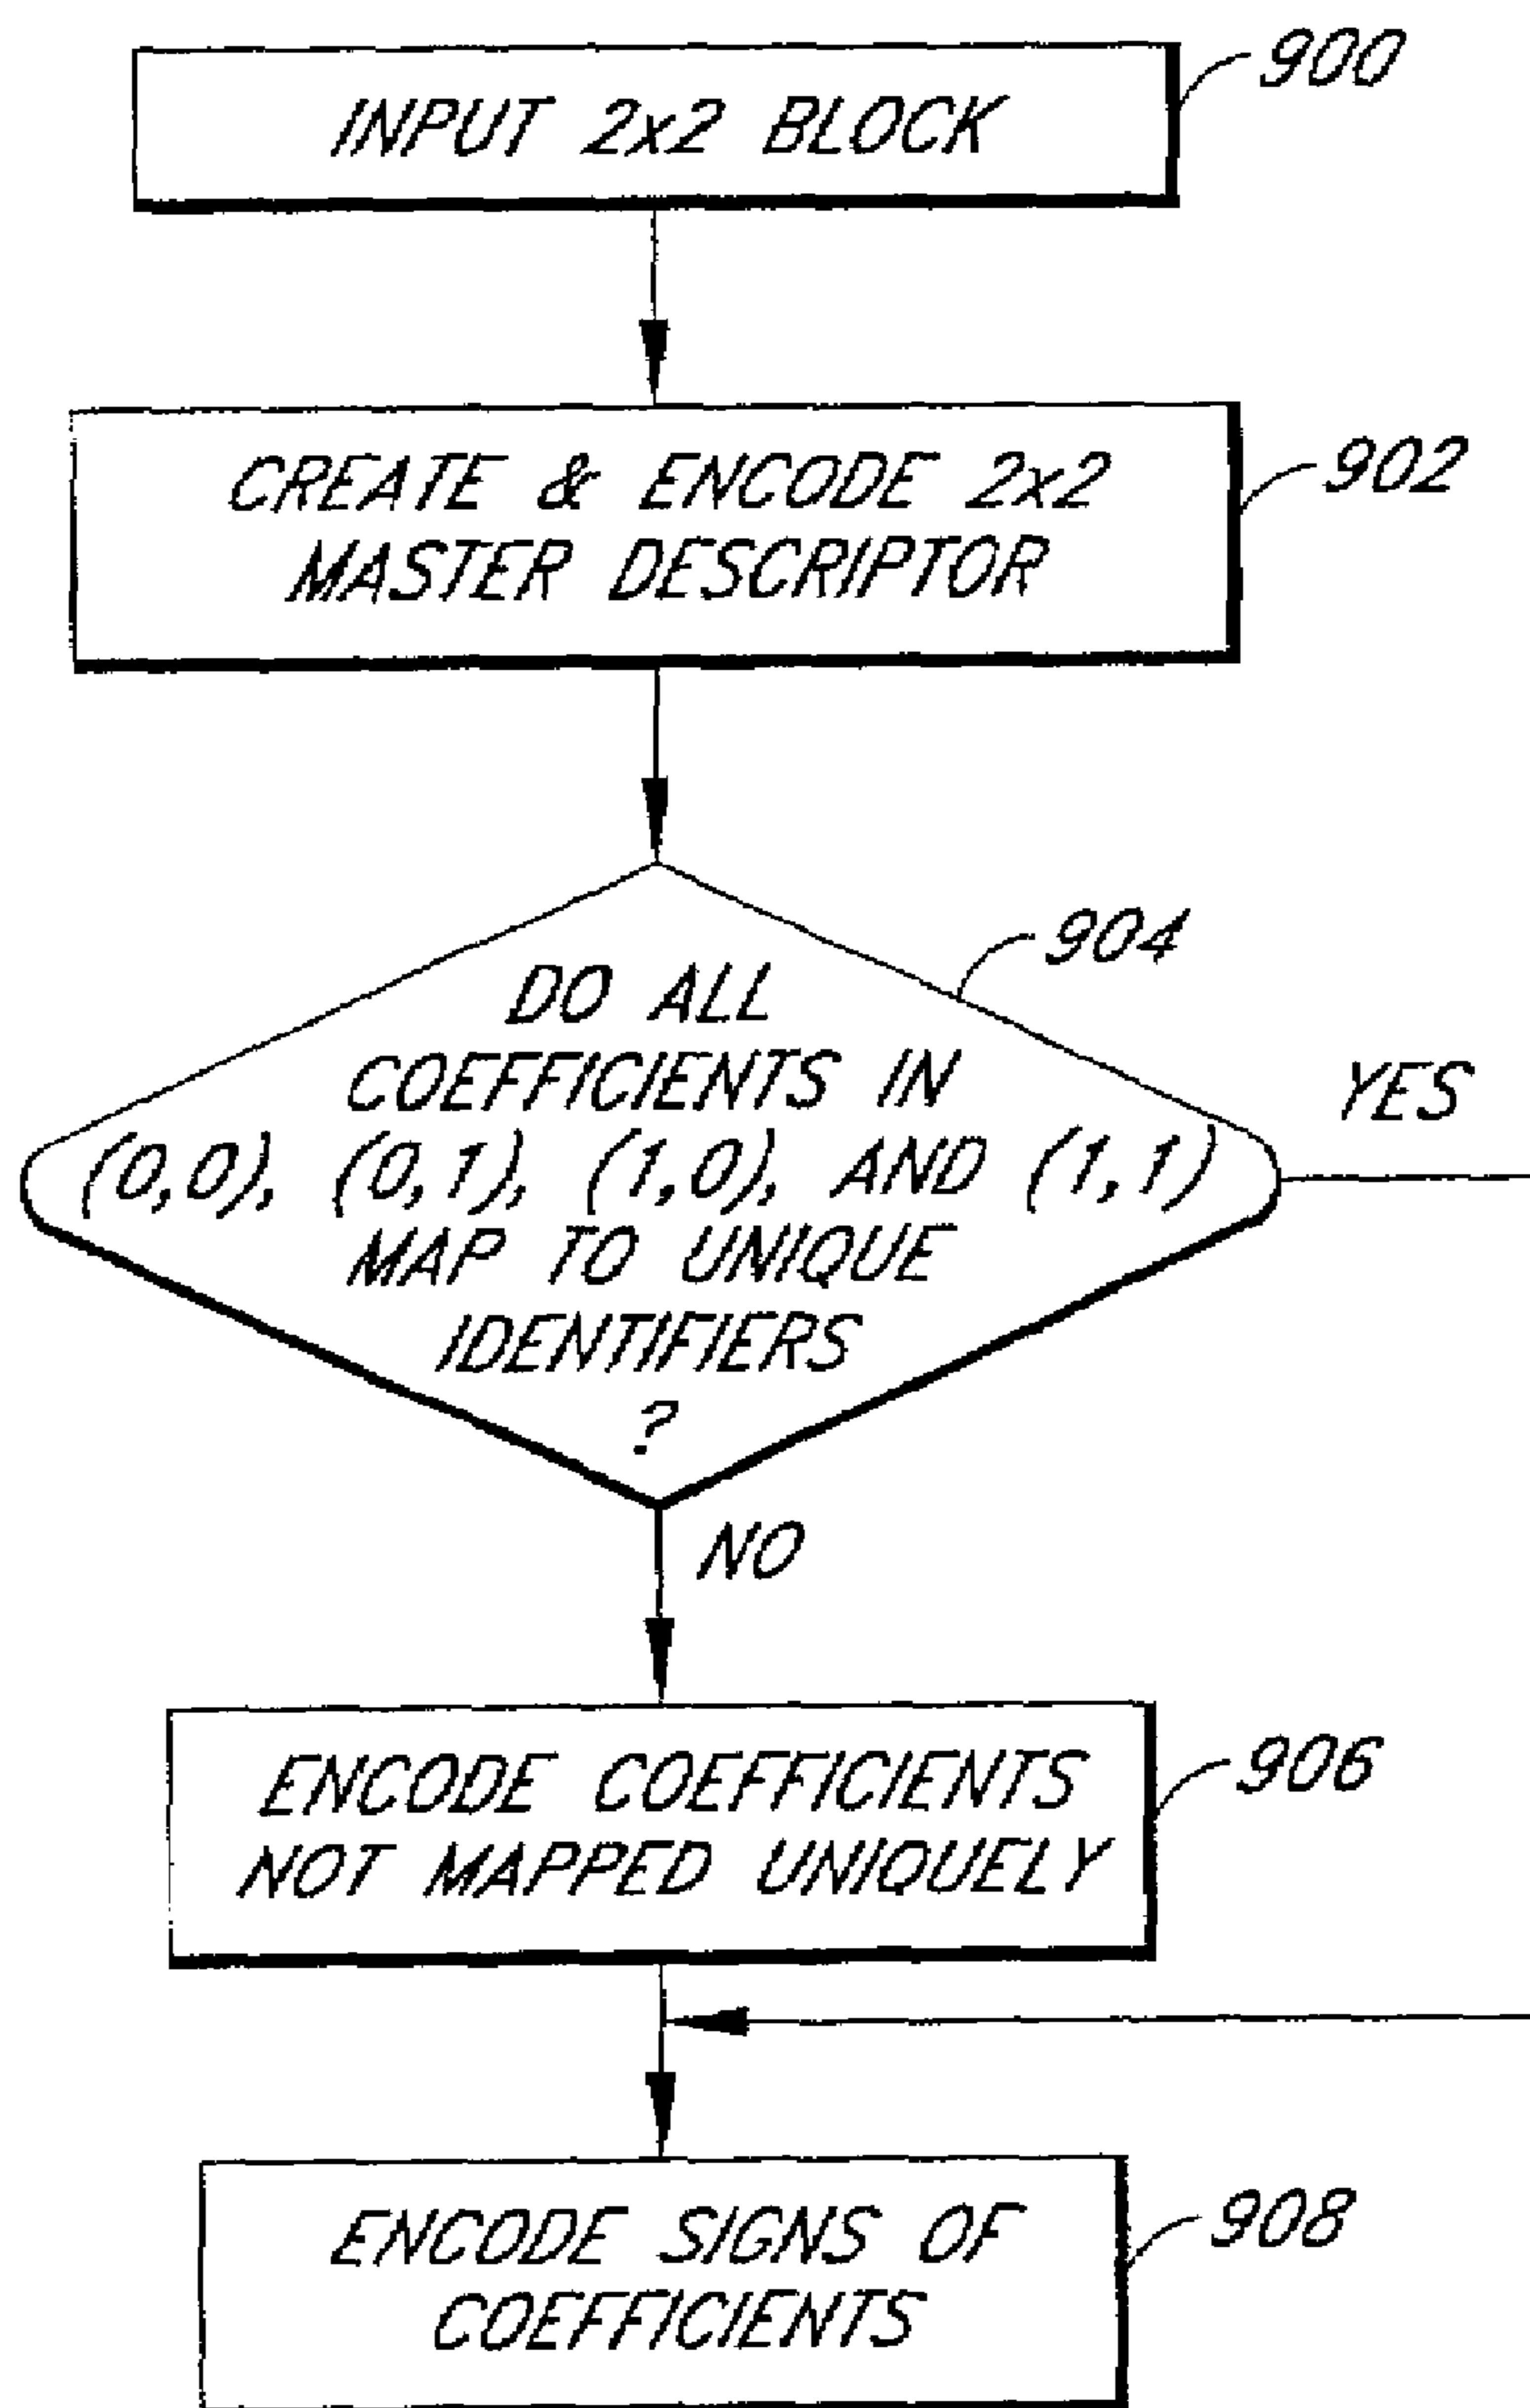 900
INPUT 2x2 BLOCK
902
CREATE & ENCODE 2x2
MASTER DESCRIPTOR
904
DO ALL
COEFFICIENTS IN
YES
(0,0), (0,1), (1,0), AND (1,1)
MAP TO UNIQUE
IDENTIFIERS
?
NO
906
ENCODE COEFFICIENTS
NOT MAPPED UNIQUELY
908
ENCODE SIGNS OF
COEFFICIENTS